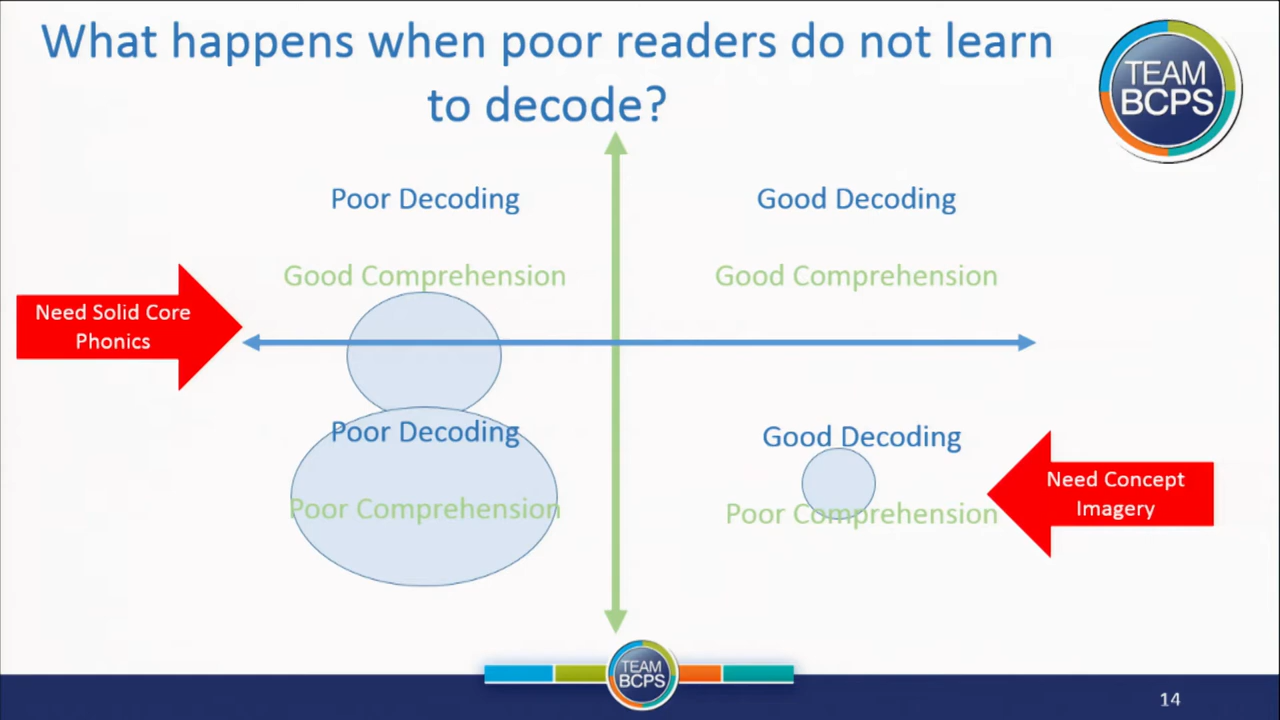 What happens when poor readers do not learn
to decode?
TEAM
BCPS
Poor Decoding
Good Decoding
Good Comprehension
Good Comprehension
Need Solid Core
Phonics
Poor Decoding
Good Decoding
Need Concept
Imagery
Poor Comprehension
Poor Comprehension
TEAM
BCPS
14